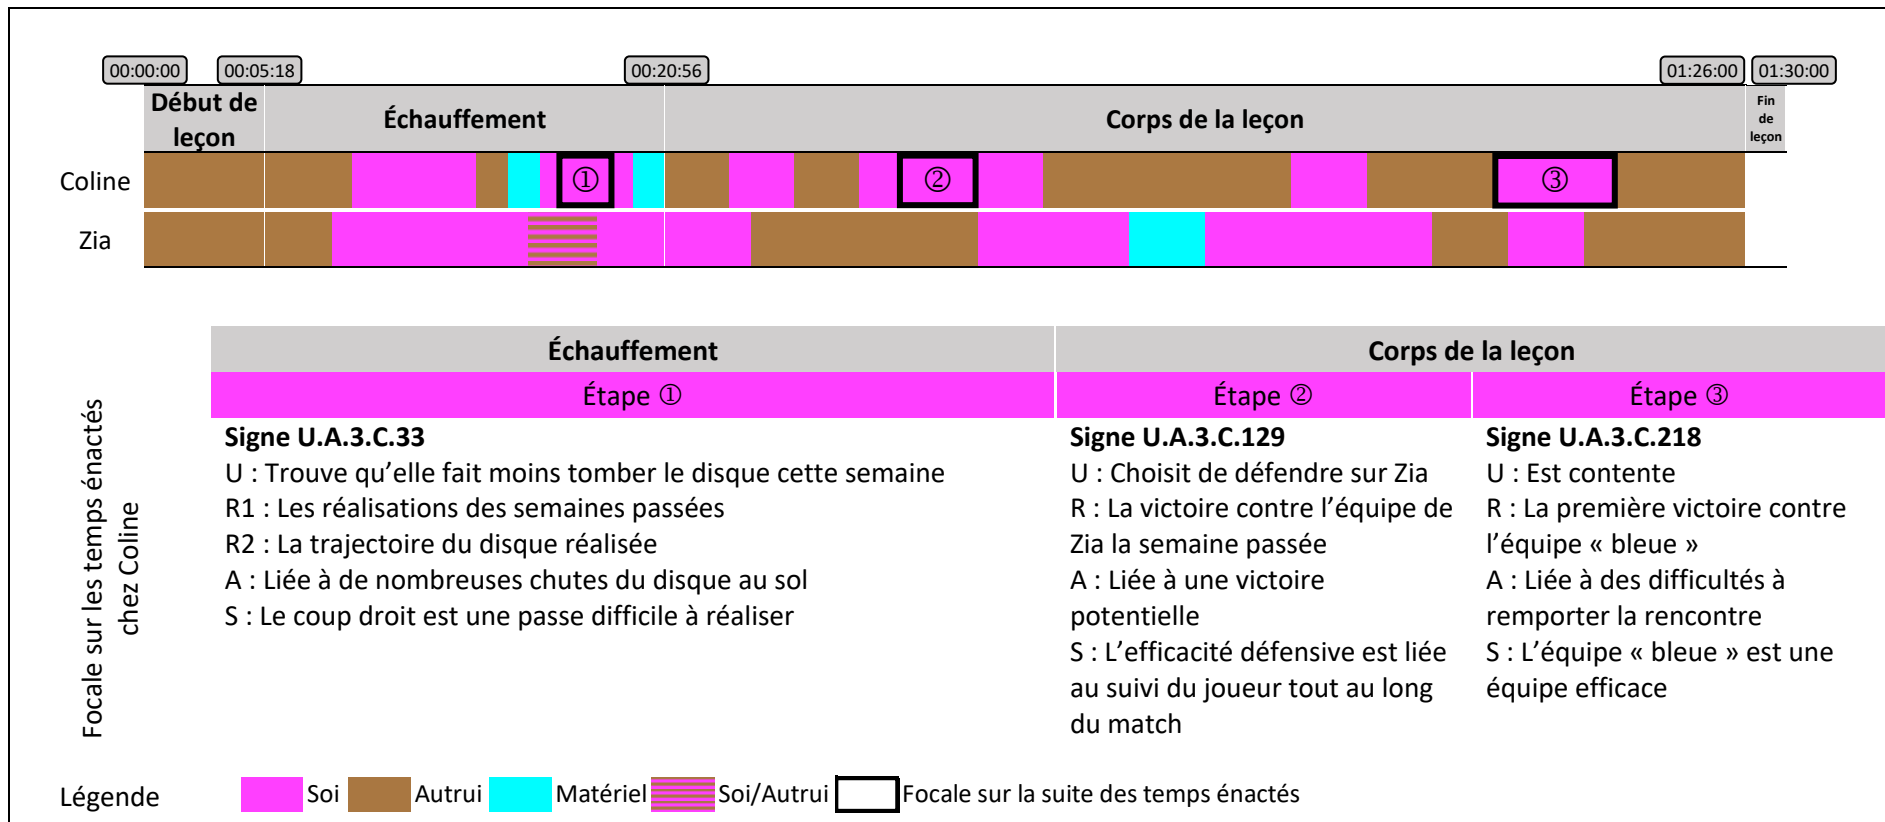 00:00:00 00:05:18 00:20:56 01:26:00 01:30:00
Début de
leçon
Échauffement
Corps de la leçon
Fin
de
leçon
Coline
①
②
③
Zia
Focale sur les temps énactés
chez Coline
Échauffement
Corps de la leçon
Étape ①
Étape ②
Étape ③
Signe U.A.3.C.33
U : Trouve qu’elle fait moins tomber le disque cette semaine
R1 : Les réalisations des semaines passées
R2 : La trajectoire du disque réalisée
A : Liée à de nombreuses chutes du disque au sol
S : Le coup droit est une passe difficile à réaliser
Signe U.A.3.C.129
U : Choisit de défendre sur Zia
R : La victoire contre l’équipe de
Zia la semaine passée
A : Liée à une victoire
potentielle
S : L’efficacité défensive est liée
au suivi du joueur tout au long
du match
Signe U.A.3.C.218
U : Est contente
R : La première victoire contre
l’équipe « bleue »
A : Liée à des difficultés à
remporter la rencontre
S : L’équipe « bleue » est une
équipe efficace
Légende
Soi
Autrui
Matériel
Soi/Autrui
Focale sur la suite des temps énactés